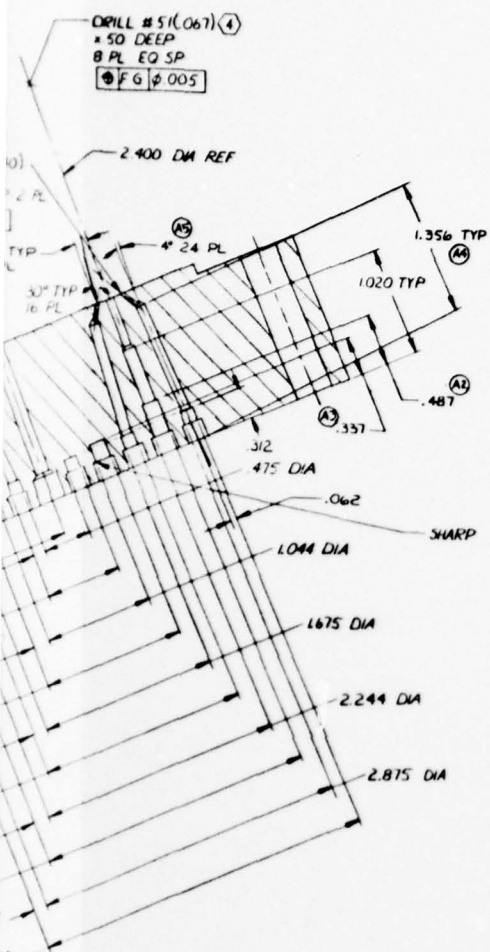 DRILL #51(.067) 4
× 50 DEEP
8 PL EQ SP
⌖ F G ⌀.005
2.400 DIA REF
2 PL
TYP
A5
4° 24 PL
30° TYP
16 PL
1.356 TYP
A4
1.020 TYP
A2
.487
A3
.337
.312
.475 DIA
.062
SHARP
1.044 DIA
1.675 DIA
2.244 DIA
2.875 DIA